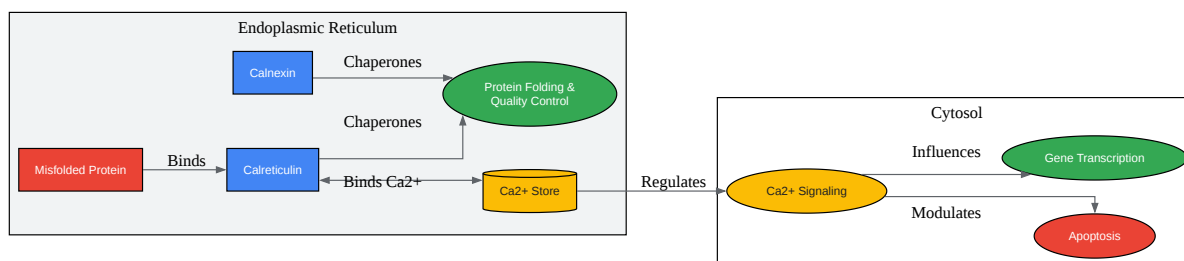 Endoplasmic Reticulum
Calnexin
Chaperones
Protein Folding &
Quality Control
Chaperones
Misfolded Protein
Binds
Calreticulin
Binds Ca2+
Ca2+ Store
Regulates
Cytosol
Ca2+ Signaling
Influences
Gene Transcription
Modulates
Apoptosis